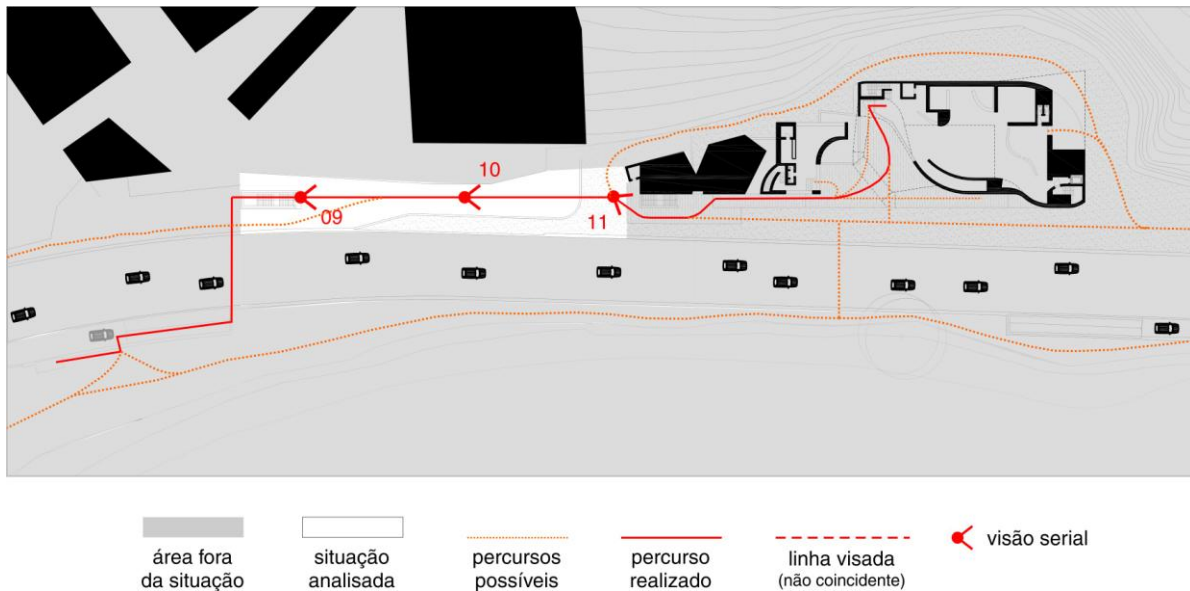 10
09
11
área fora
da situação
situação
analisada
percursos
possíveis
percurso
realizado
linha visada
(não coincidente)
visão serial